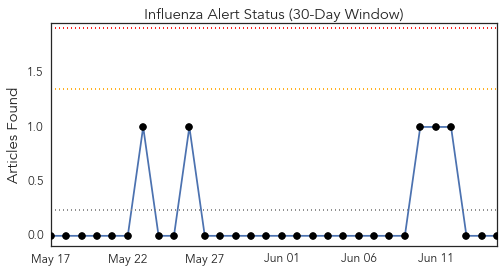 Influenza Alert Status (30-Day Window)
Articles Found
1.5
1.0
0.5
0.0
May 17
May 22
May 27
Jun 01
Jun 06
Jun 11